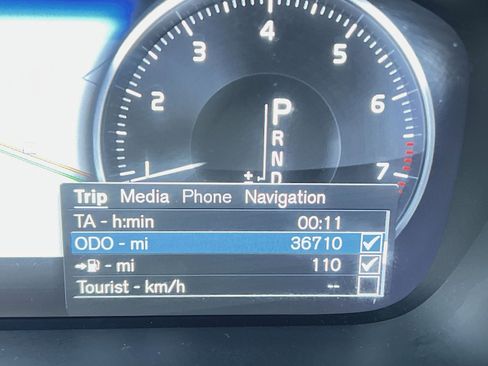 4
3 5
2 6
1 7
P
R
N
D
±
Trip Media Phone Navigation
TA - h:min 00:11
ODO - mi 36710
- mi 110
Tourist - km/h --